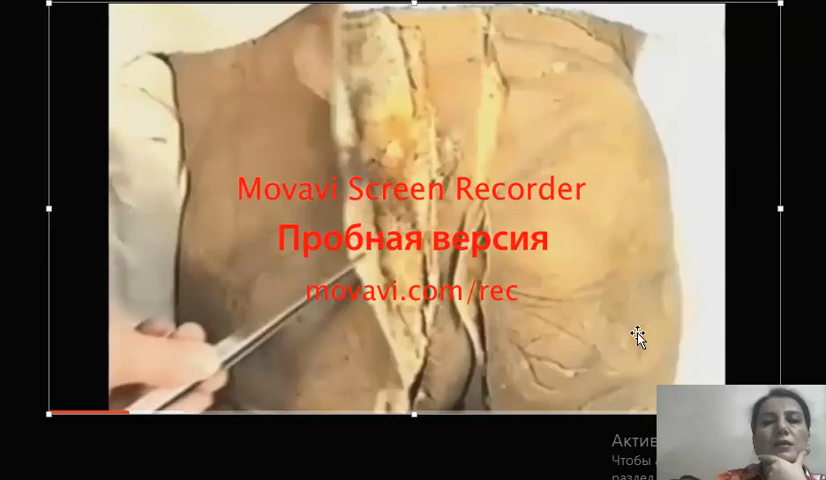 Movavi Screen Recorder
Пробная версия
movavi.com/rec
Актив
Чтобы
раздел